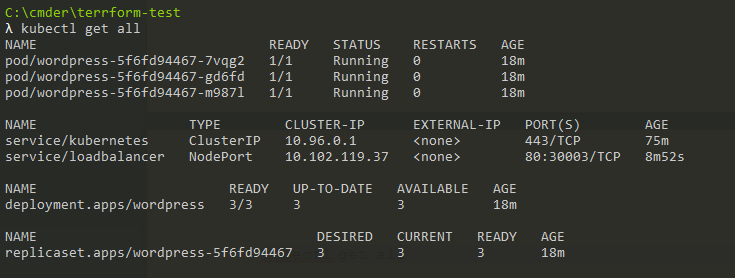 C:\cmder\terrform-test
λ kubectl get all
NAME READY STATUS RESTARTS AGE
pod/wordpress-5f6fd94467-7vqg2 1/1 Running 0 18m
pod/wordpress-5f6fd94467-gd6fd 1/1 Running 0 18m
pod/wordpress-5f6fd94467-m987l 1/1 Running 0 18m
NAME TYPE CLUSTER-IP EXTERNAL-IP PORT(S) AGE
service/kubernetes ClusterIP 10.96.0.1 <none> 443/TCP 75m
service/loadbalancer NodePort 10.102.119.37 <none> 80:30003/TCP 8m52s
NAME READY UP-TO-DATE AVAILABLE AGE
deployment.apps/wordpress 3/3 3 3 18m
NAME DESIRED CURRENT READY AGE
replicaset.apps/wordpress-5f6fd94467 3 3 3 18m